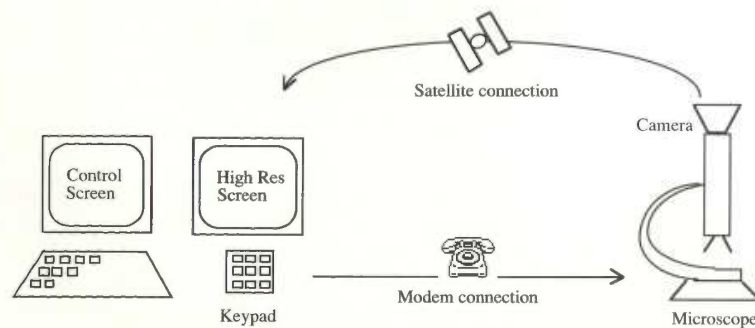 Satellite connection
Camera
Control
Screen
High Res
Screen
Modem connection
Keypad
Microscope